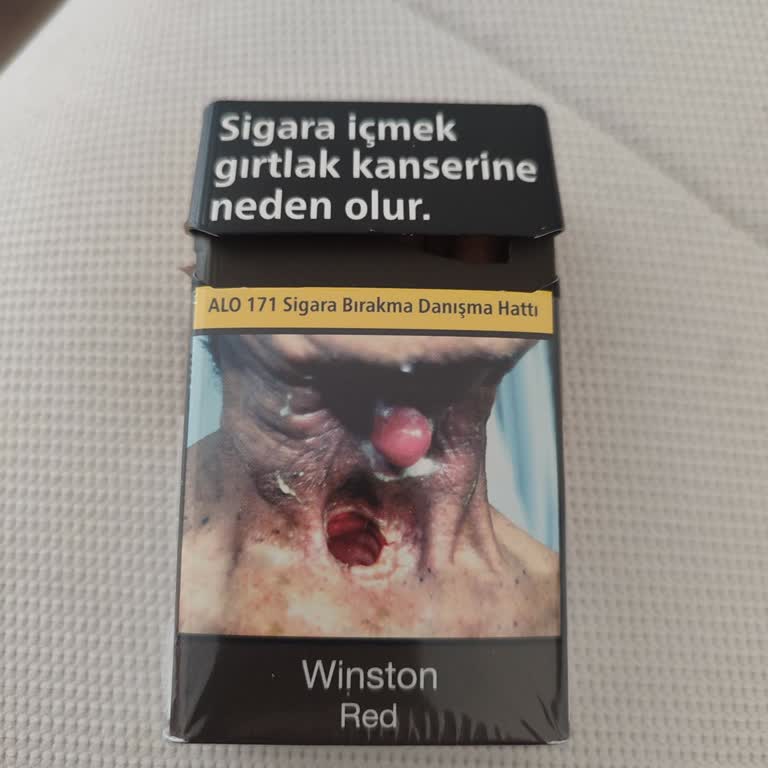 Sigara içmek
gırtlak kanserine
neden olur.
ALO 171 Sigara Bırakma Danışma Hattı
Winston
Red